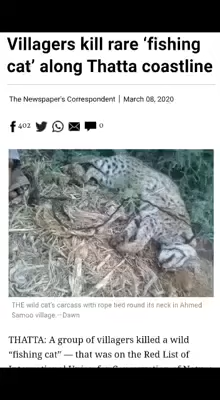 Villagers kill rare ‘fishing
cat’ along Thatta coastline
The Newspaper's Correspondent | March 08, 2020
402
0
THE wild cat's carcass with rope tied round its neck in Ahmed
Samoo village.—Dawn
THATTA: A group of villagers killed a wild
“fishing cat” — that was on the Red List of